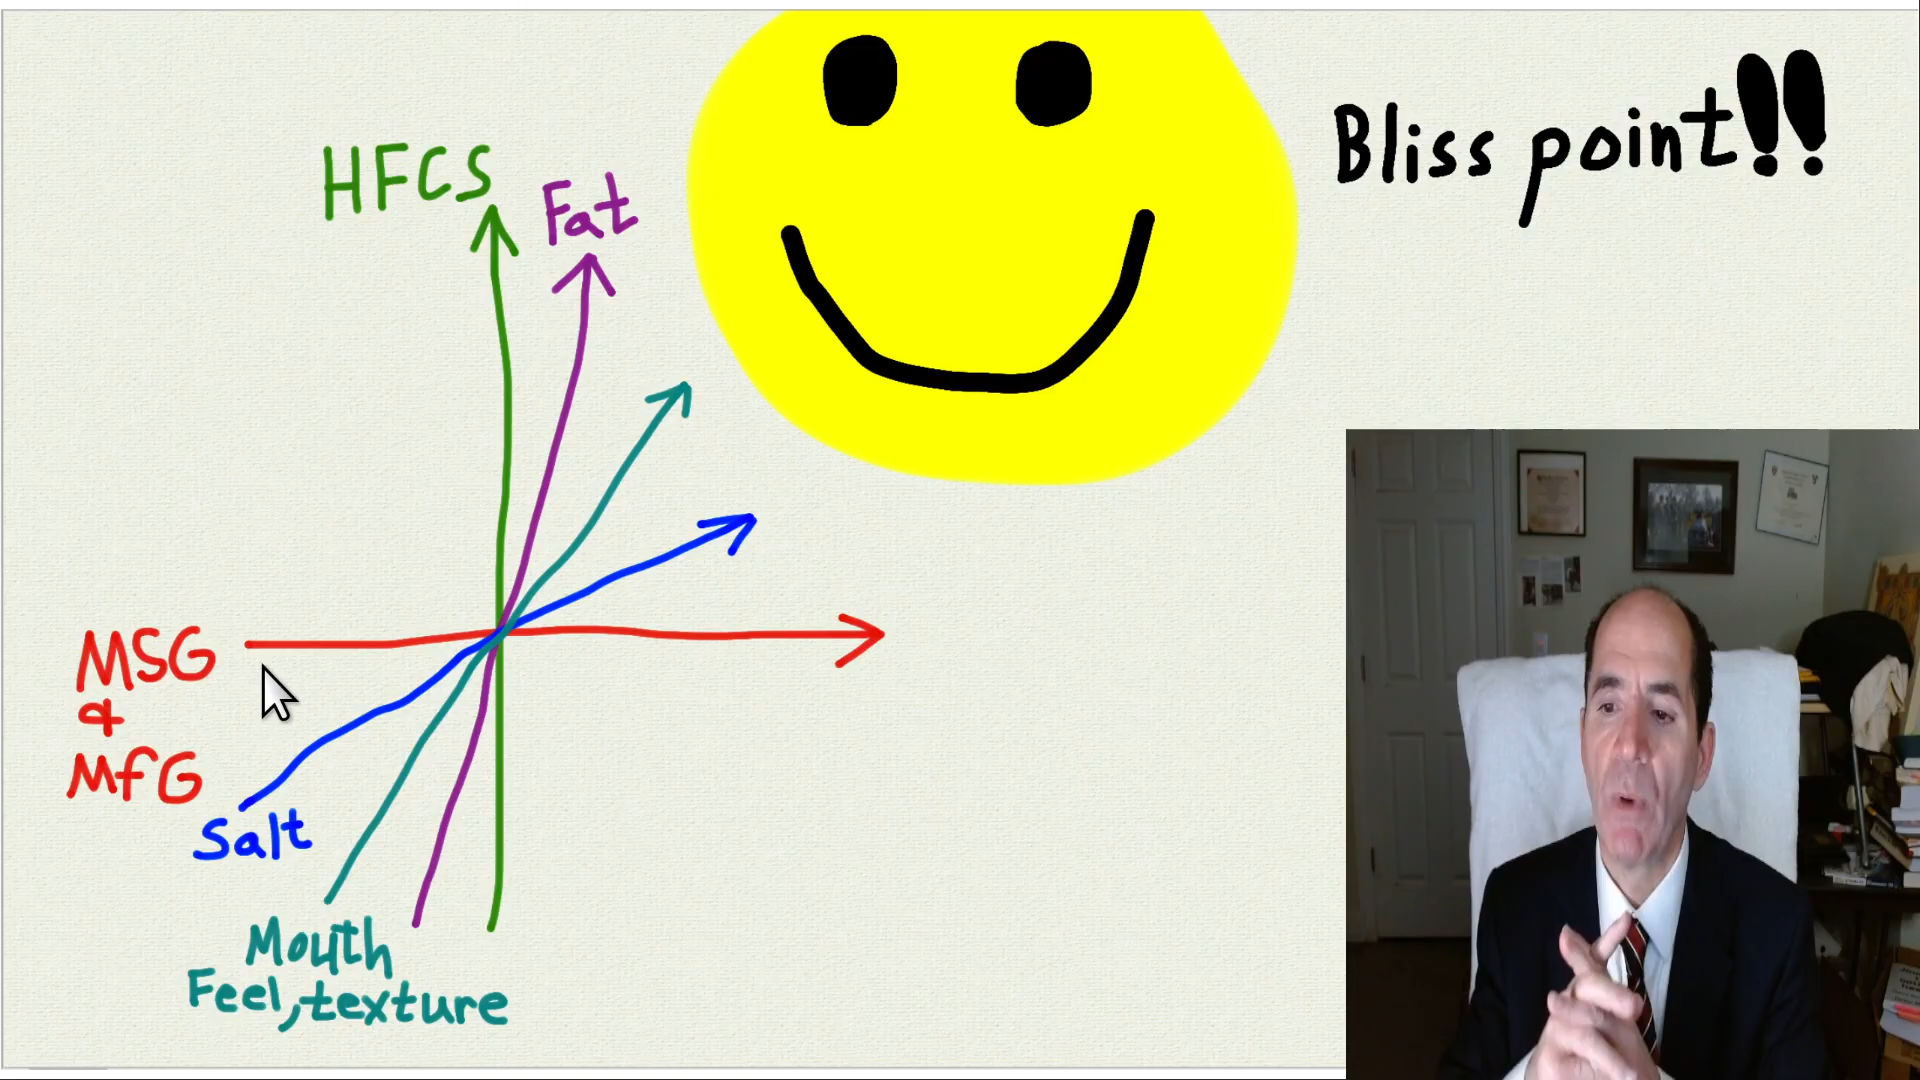 Bliss point!!
HFCS
Fat
MSG
&
MfG
Salt
Mouth
Feel, texture